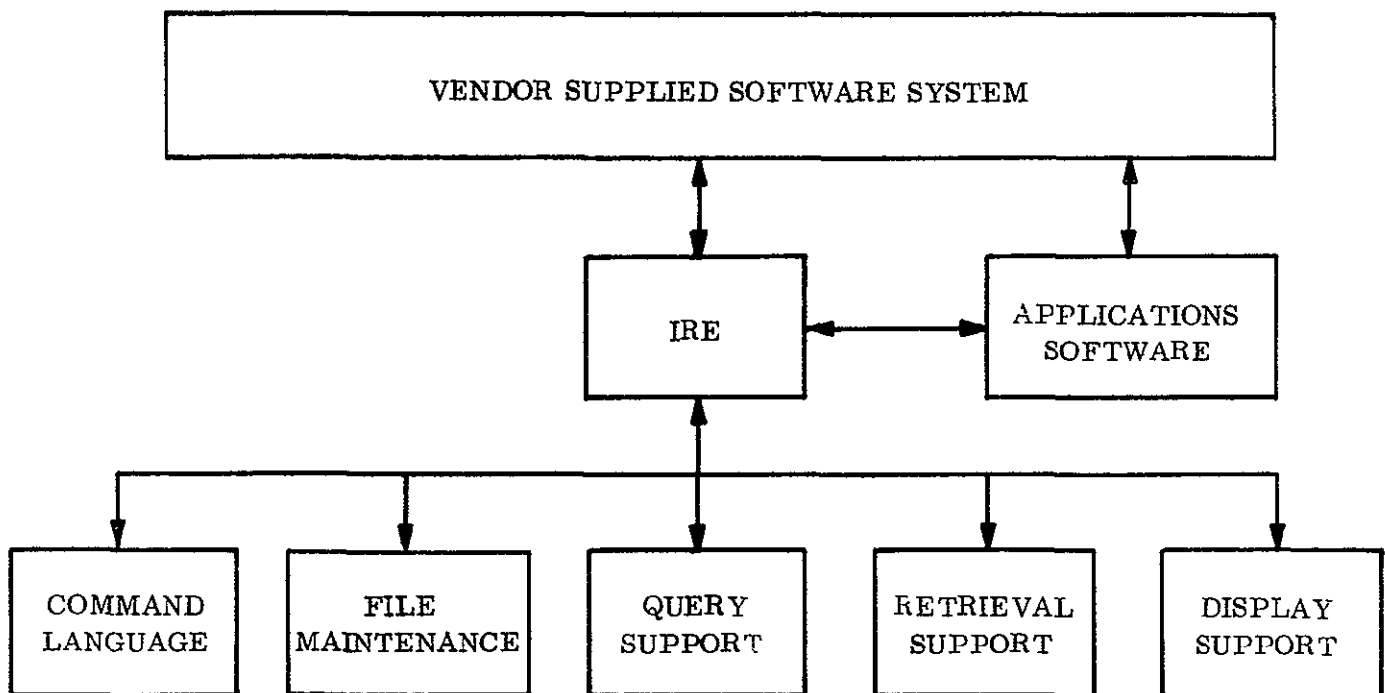 VENDOR SUPPLIED SOFTWARE SYSTEM
IRE
APPLICATIONS
SOFTWARE
COMMAND
LANGUAGE
FILE
MAINTENANCE
QUERY
SUPPORT
RETRIEVAL
SUPPORT
DISPLAY
SUPPORT